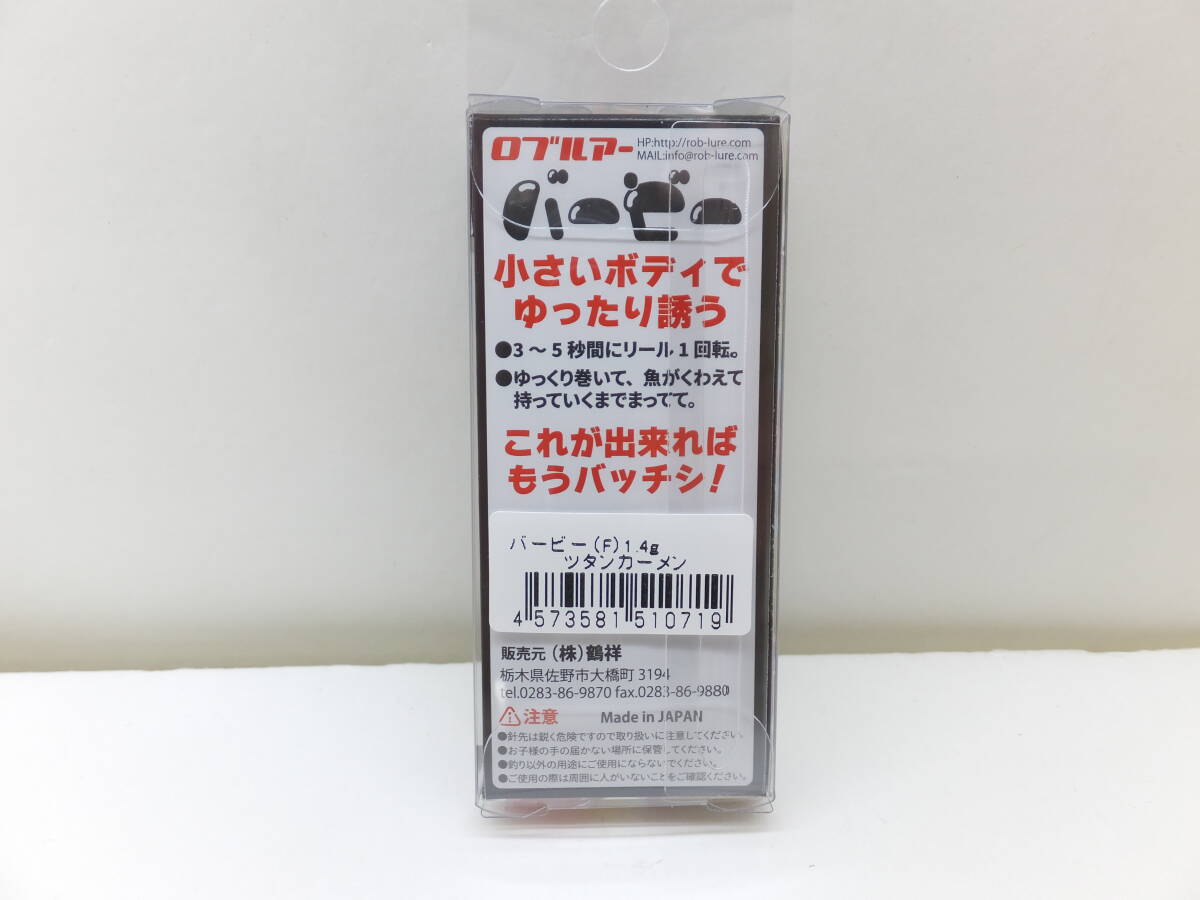 ロブルアー
HP:http://rob-lure.com
MAIL:info@rob-lure.com
バービー
小さいボディで
ゆったり誘う
●3～5秒間にリール1回転。
●ゆっくり巻いて、魚がくわえて
持っていくまでまってて。
これが出来れば
もうバッチシ!
バービー(F)1.4g
ツタンカーメン
4 573581 510719
販売元(株)鶴祥
栃木県佐野市大橋町3194
tel.0283-86-9870 fax.0283-86-9880
注意 Made in JAPAN
●針先は鋭く危険ですので取り扱いに注意してください。
●お子様の手の届かない場所に保管してください。
●釣り以外の用途にご使用にならないでください。
●ご使用の際は周囲に人がいないことをご確認ください。